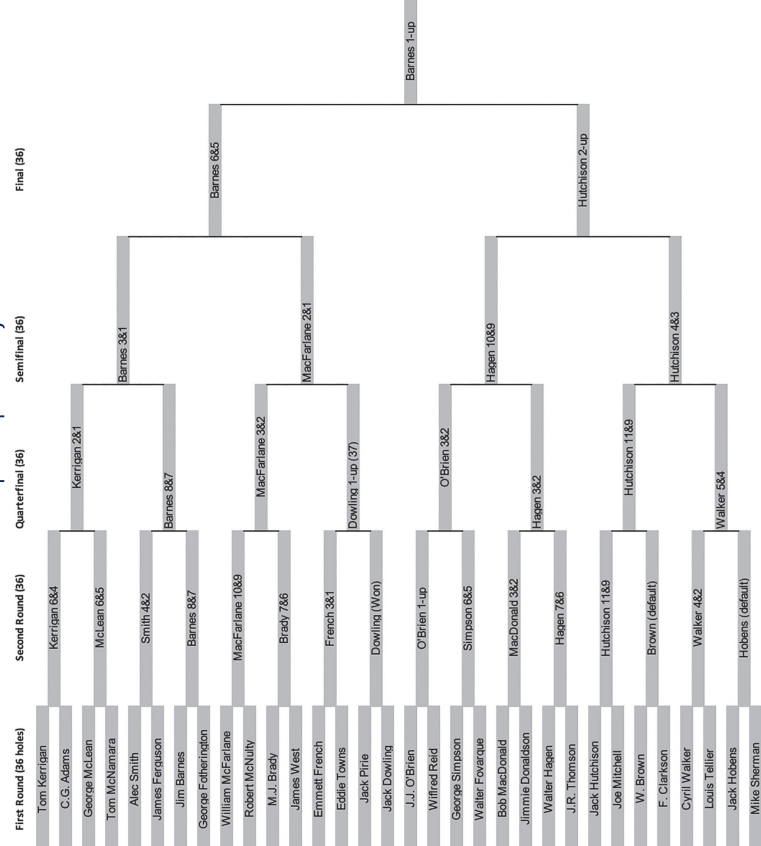 First Round (36 holes)
Tom Kerrigan
C.G. Adams
George McLean
Tom McNamara
Alec Smith
James Ferguson
Jim Barnes
George Fotherington
William McFarlane
Robert McNulty
M.J. Brady
James West
Emmett French
Eddie Towns
Jack Pirie
Jack Dowling
J.J. O'Brien
Wilfred Reid
George Simpson
Walter Fovarque
Bob MacDonald
Jimmie Donaldson
Walter Hagen
J.R. Thomson
Jack Hutchison
Joe Mitchell
W. Brown
F. Clarkson
Cyril Walker
Louis Tellier
Jack Hobens
Mike Sherman
Second Round (36)
Kerrigan 6&4
McLean 6&5
Smith 4&2
Barnes 8&7
MacFarlane 10&9
Brady 7&6
French 3&1
Dowling (Won)
O'Brien 1-up
Simpson 6&5
MacDonald 3&2
Hagen 7&6
Hutchison 11&9
Brown (default)
Walker 4&2
Hobens (default)
Quarterfinal (36)
Kerrigan 2&1
Barnes 8&7
MacFarlane 3&2
Dowling 1-up (37)
O'Brien 3&2
Hagen 3&2
Hutchison 11&9
Walker 5&4
Semifinal (36)
Barnes 3&1
MacFarlane 2&1
Hagen 10&9
Hutchison 4&3
Final (36)
Barnes 6&5
Hutchison 2-up
Barnes 1-up